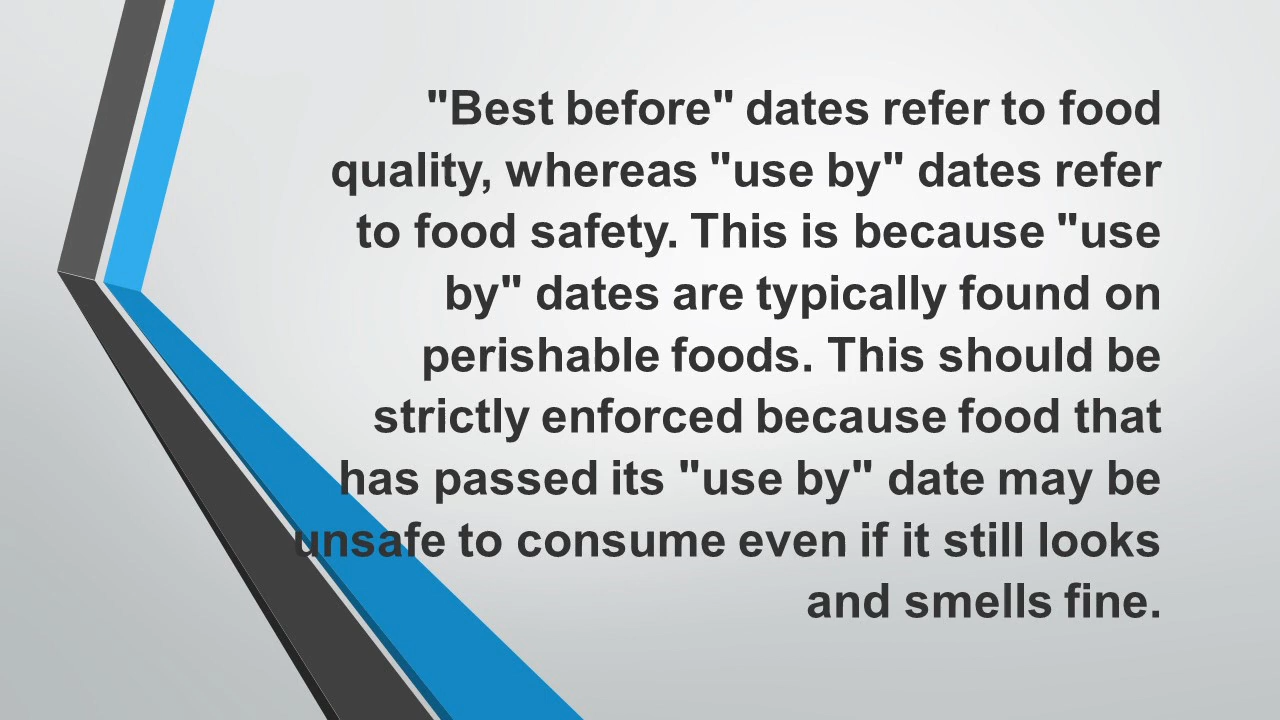 "Best before" dates refer to food
quality, whereas "use by" dates refer
to food safety. This is because "use
by" dates are typically found on
perishable foods. This should be
strictly enforced because food that
has passed its "use by" date may be
unsafe to consume even if it still looks
and smells fine.